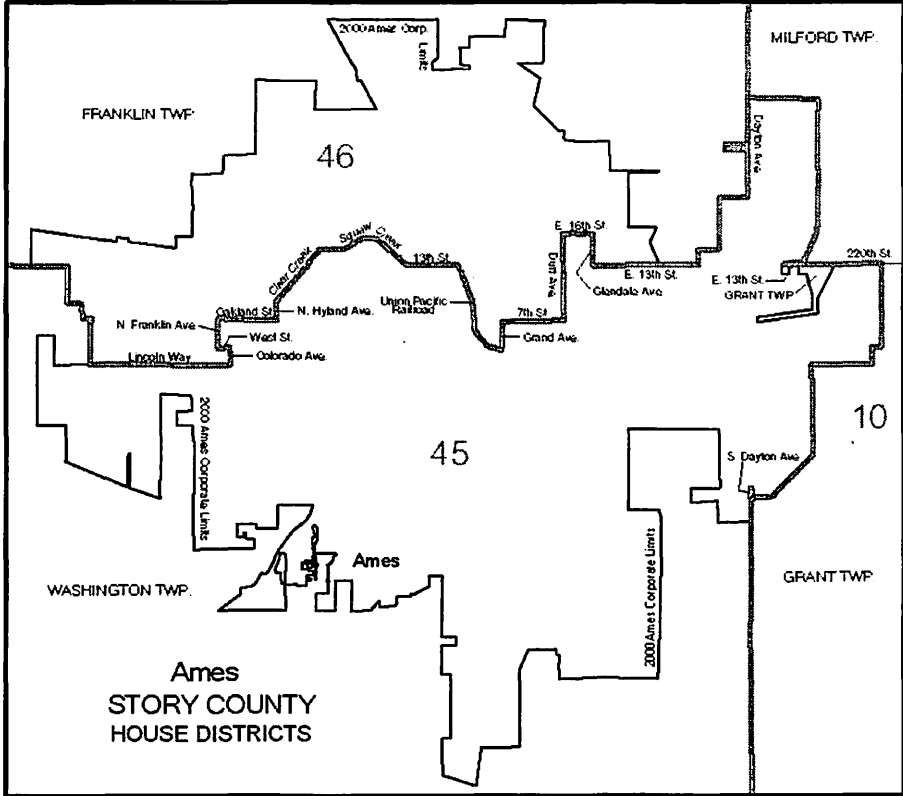 2000 Ames Corp.
Limits
MILFORD TWP.
FRANKLIN TWP.
46
Dayton Ave.
Squaw Creek
Clear Creek
13th St.
E. 16th St.
Duff Ave.
Glendale Ave.
E. 13th St.
220th St.
E. 13th St.
GRANT TWP.
Union Pacific
Railroad
Oakland St.
N. Hyland Ave.
7th St.
N. Franklin Ave.
West St.
Grand Ave.
Lincoln Way
Colorado Ave.
10
2000 Ames Corporate Limits
45
S. Dayton Ave.
Ames
WASHINGTON TWP.
2000 Ames Corporate Limits
GRANT TWP.
Ames
STORY COUNTY
HOUSE DISTRICTS